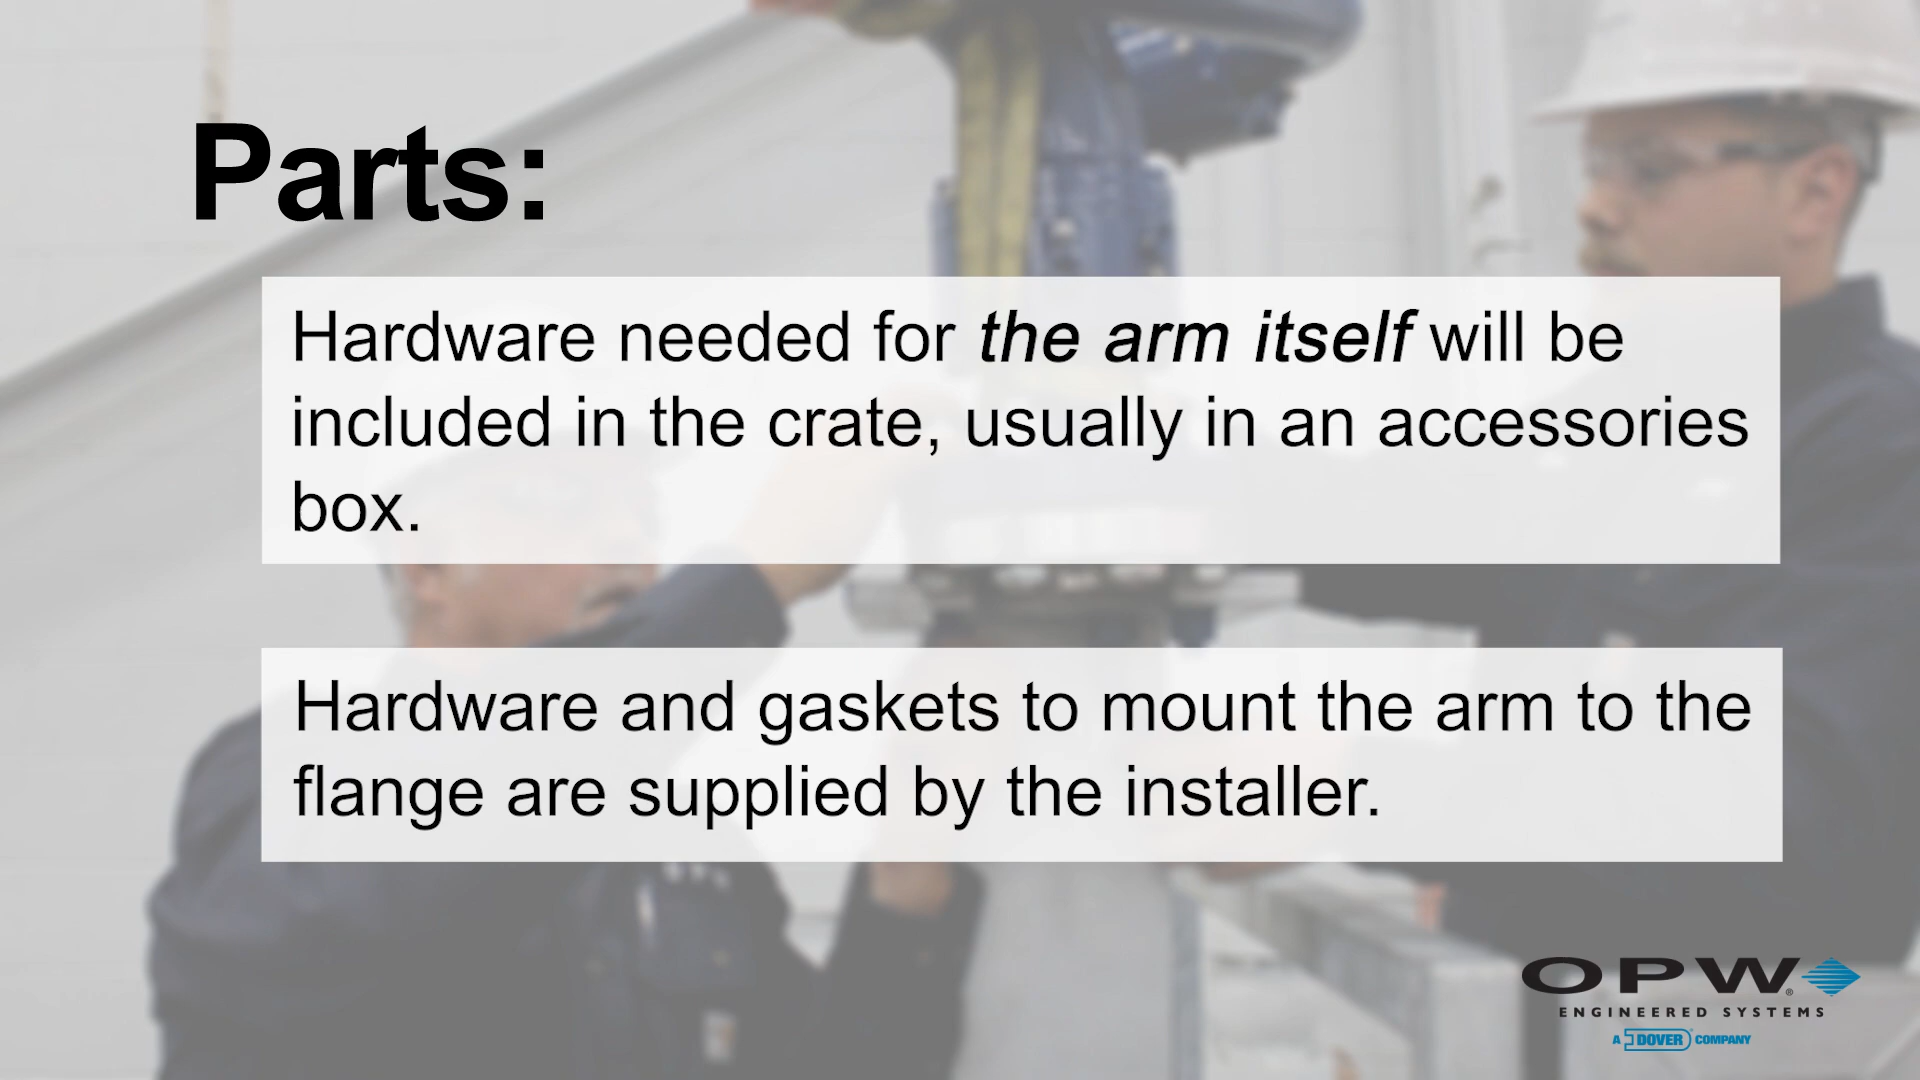 Parts:
Hardware needed for the arm itself will be
included in the crate, usually in an accessories
box.
Hardware and gaskets to mount the arm to the
flange are supplied by the installer.
OPW®
ENGINEERED SYSTEMS
A DOVER COMPANY